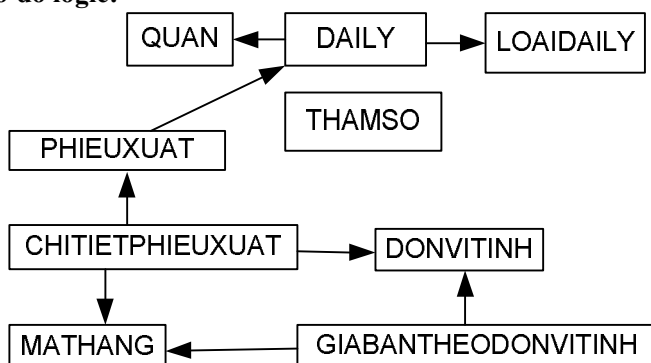 QUAN
DAILY
LOAIDAILY
THAMSO
PHIEUXUAT
CHITIETPHIEUXUAT
DONVITINH
MATHANG
GIABANTHEODONVITINH